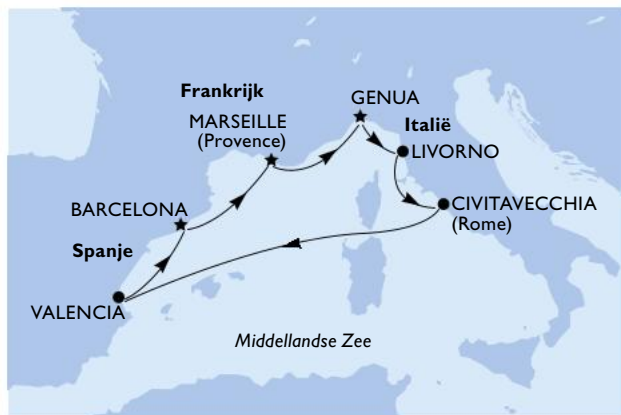 Frankrijk
MARSEILLE
(Provence)
GENUA
Italië
LIVORNO
CIVITAVECCHIA
(Rome)
BARCELONA
Spanje
VALENCIA
Middellandse Zee